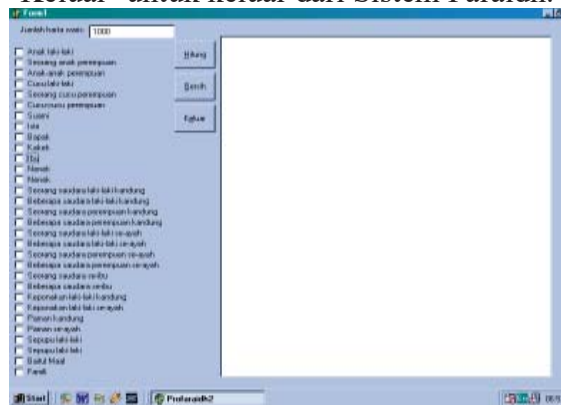 "Keluar" untuk keluar dari Sistem Faraidh.
Form1
Jumlah harta waris: 1000
Anak laki-laki
Seorang anak perempuan
Anak-anak perempuan
Cucu laki-laki
Seorang cucu perempuan
Cucu-cucu perempuan
Suami
Istri
Bapak
Kakek
Ibu
Nenek
Nenek
Seorang saudara laki-laki kandung
Beberapa saudara laki-laki kandung
Seorang saudara perempuan kandung
Beberapa saudara perempuan kandung
Seorang saudara laki-laki se-ayah
Beberapa saudara laki-laki se-ayah
Seorang saudara perempuan se-ayah
Beberapa saudara perempuan se-ayah
Seorang saudara se-ibu
Beberapa saudara se-ibu
Keponakan laki-laki kandung
Keponakan laki-laki se-ayah
Paman kandung
Paman se-ayah
Sepupu laki-laki
Sepupu laki-laki
Baitul Maal
Hitung
Bersih
Keluar
Start
Profaraidh2